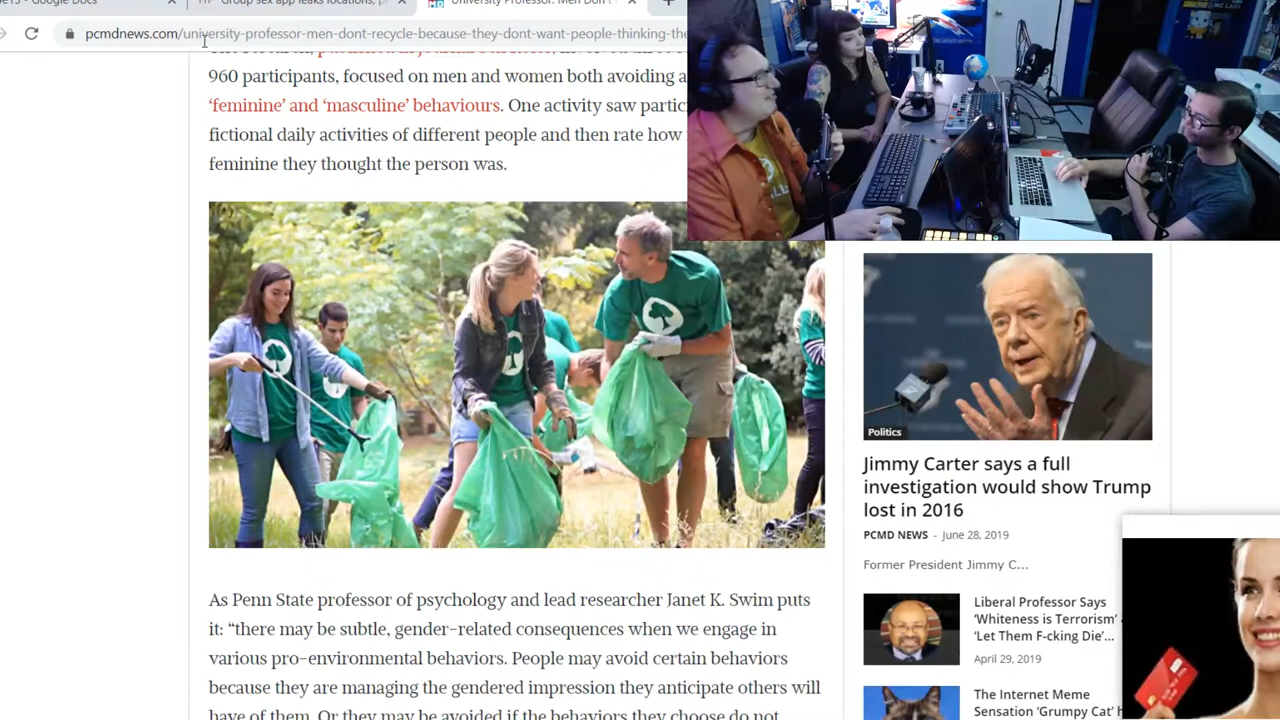 Google Docs
Group sex app leaks locations, p
University Professor: Men Don't
pcmdnews.com/university-professor-men-dont-recycle-because-they-dont-want-people-thinking-the
960 participants, focused on men and women both avoiding a
'feminine' and 'masculine' behaviours. One activity saw partici
fictional daily activities of different people and then rate how
feminine they thought the person was.
Politics
Jimmy Carter says a full
investigation would show Trump
lost in 2016
PCMD NEWS - June 28, 2019
Former President Jimmy C...
As Penn State professor of psychology and lead researcher Janet K. Swim puts
it: “there may be subtle, gender-related consequences when we engage in
various pro-environmental behaviors. People may avoid certain behaviors
because they are managing the gendered impression they anticipate others will
have of them. Or they may be avoided if the behaviors they choose do not
Liberal Professor Says
'Whiteness is Terrorism'
'Let Them F-cking Die'...
April 29, 2019
The Internet Meme
Sensation 'Grumpy Cat'